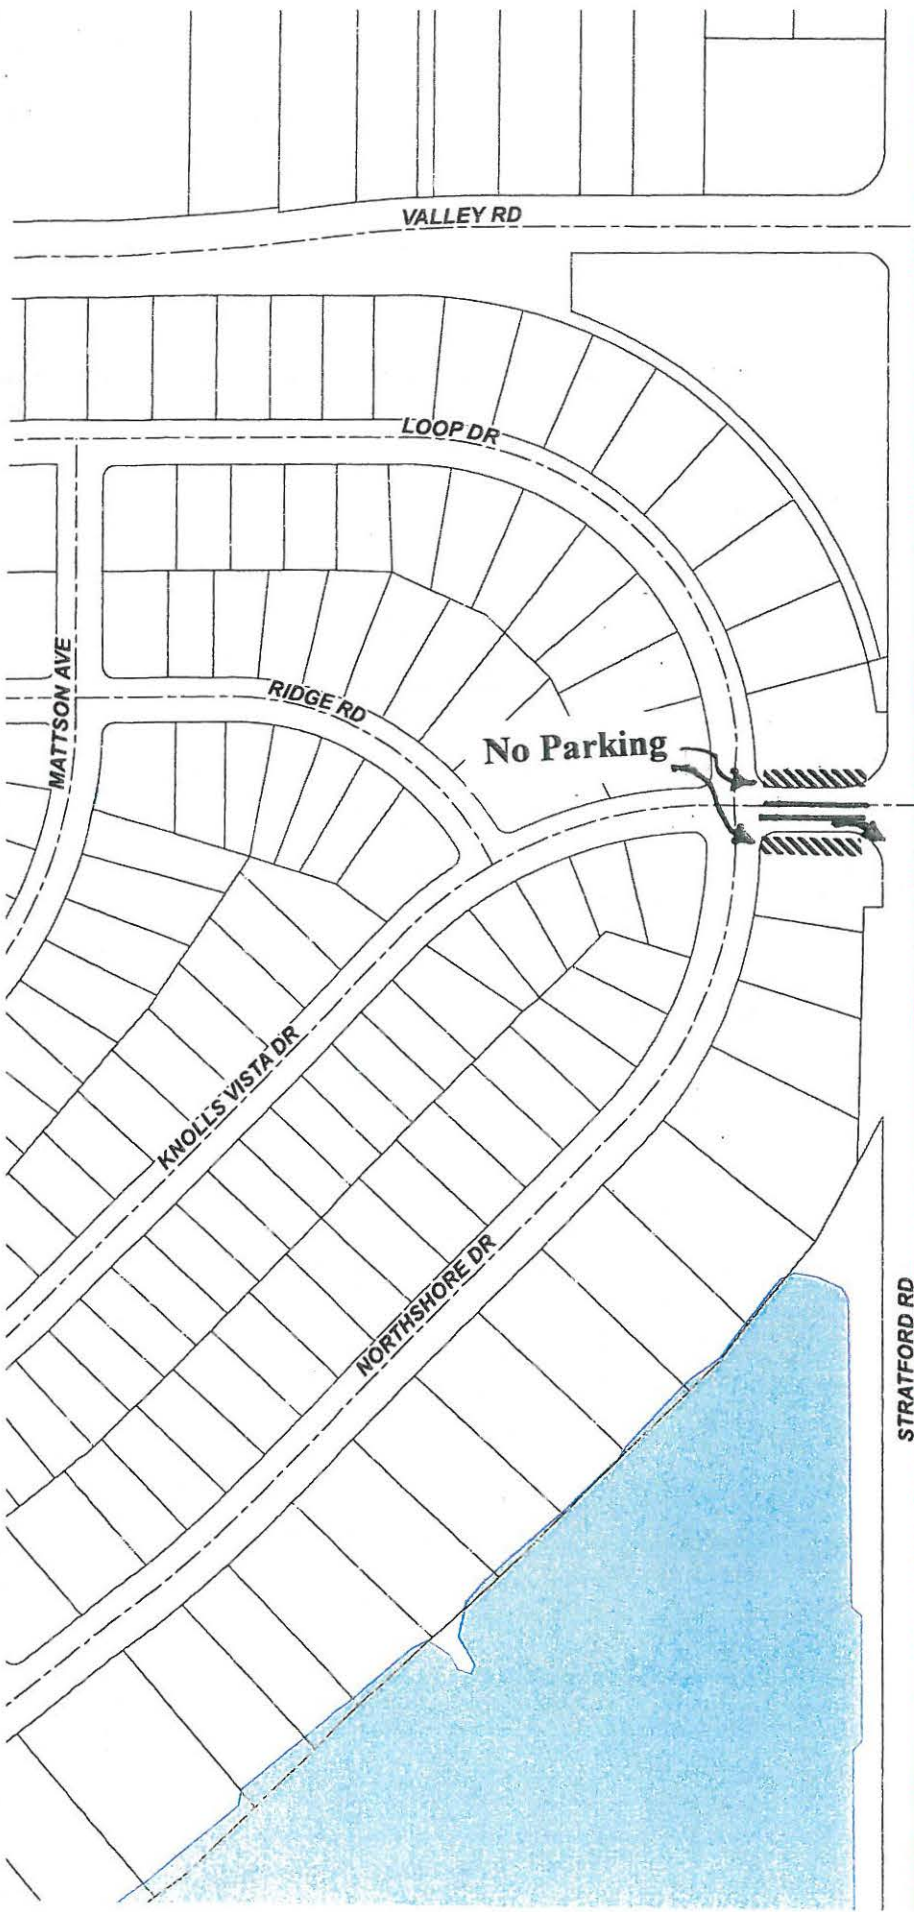 VALLEY RD
LOOP DR
MATTSON AVE
RIDGE RD
No Parking
KNOLLS VISTA DR
NORTHSHORE DR
STRATFORD RD